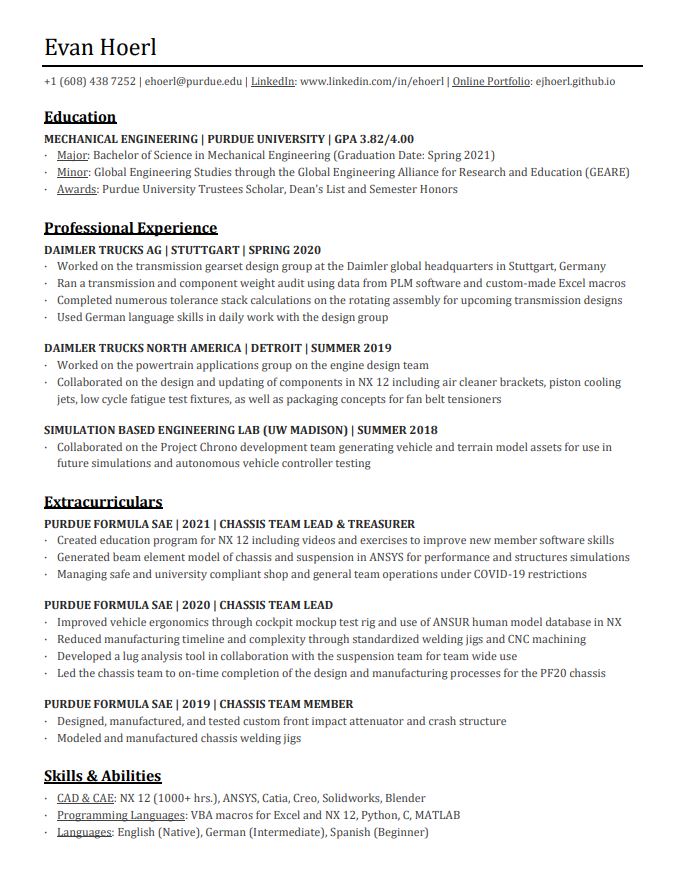 Evan Hoerl
+1 (608) 438 7252 | ehoerl@purdue.edu | LinkedIn: www.linkedin.com/in/ehoerl | Online Portfolio: ejhoerl.github.io
Education
MECHANICAL ENGINEERING | PURDUE UNIVERSITY | GPA 3.82/4.00
· Major: Bachelor of Science in Mechanical Engineering (Graduation Date: Spring 2021)
· Minor: Global Engineering Studies through the Global Engineering Alliance for Research and Education (GEARE)
· Awards: Purdue University Trustees Scholar, Dean's List and Semester Honors
Professional Experience
DAIMLER TRUCKS AG | STUTTGART | SPRING 2020
· Worked on the transmission gearset design group at the Daimler global headquarters in Stuttgart, Germany
· Ran a transmission and component weight audit using data from PLM software and custom-made Excel macros
· Completed numerous tolerance stack calculations on the rotating assembly for upcoming transmission designs
· Used German language skills in daily work with the design group
DAIMLER TRUCKS NORTH AMERICA | DETROIT | SUMMER 2019
· Worked on the powertrain applications group on the engine design team
· Collaborated on the design and updating of components in NX 12 including air cleaner brackets, piston cooling
jets, low cycle fatigue test fixtures, as well as packaging concepts for fan belt tensioners
SIMULATION BASED ENGINEERING LAB (UW MADISON) | SUMMER 2018
· Collaborated on the Project Chrono development team generating vehicle and terrain model assets for use in
future simulations and autonomous vehicle controller testing
Extracurriculars
PURDUE FORMULA SAE | 2021 | CHASSIS TEAM LEAD & TREASURER
· Created education program for NX 12 including videos and exercises to improve new member software skills
· Generated beam element model of chassis and suspension in ANSYS for performance and structures simulations
· Managing safe and university compliant shop and general team operations under COVID-19 restrictions
PURDUE FORMULA SAE | 2020 | CHASSIS TEAM LEAD
· Improved vehicle ergonomics through cockpit mockup test rig and use of ANSUR human model database in NX
· Reduced manufacturing timeline and complexity through standardized welding jigs and CNC machining
· Developed a lug analysis tool in collaboration with the suspension team for team wide use
· Led the chassis team to on-time completion of the design and manufacturing processes for the PF20 chassis
PURDUE FORMULA SAE | 2019 | CHASSIS TEAM MEMBER
· Designed, manufactured, and tested custom front impact attenuator and crash structure
· Modeled and manufactured chassis welding jigs
Skills & Abilities
· CAD & CAE: NX 12 (1000+ hrs.), ANSYS, Catia, Creo, Solidworks, Blender
· Programming Languages: VBA macros for Excel and NX 12, Python, C, MATLAB
· Languages: English (Native), German (Intermediate), Spanish (Beginner)